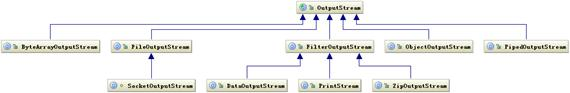 OutputStream
ByteArrayOutputStream
FileOutputStream
FilterOutputStream
ObjectOutputStream
PipedOutputStream
SocketOutputStream
DataOutputStream
PrintStream
ZipOutputStream